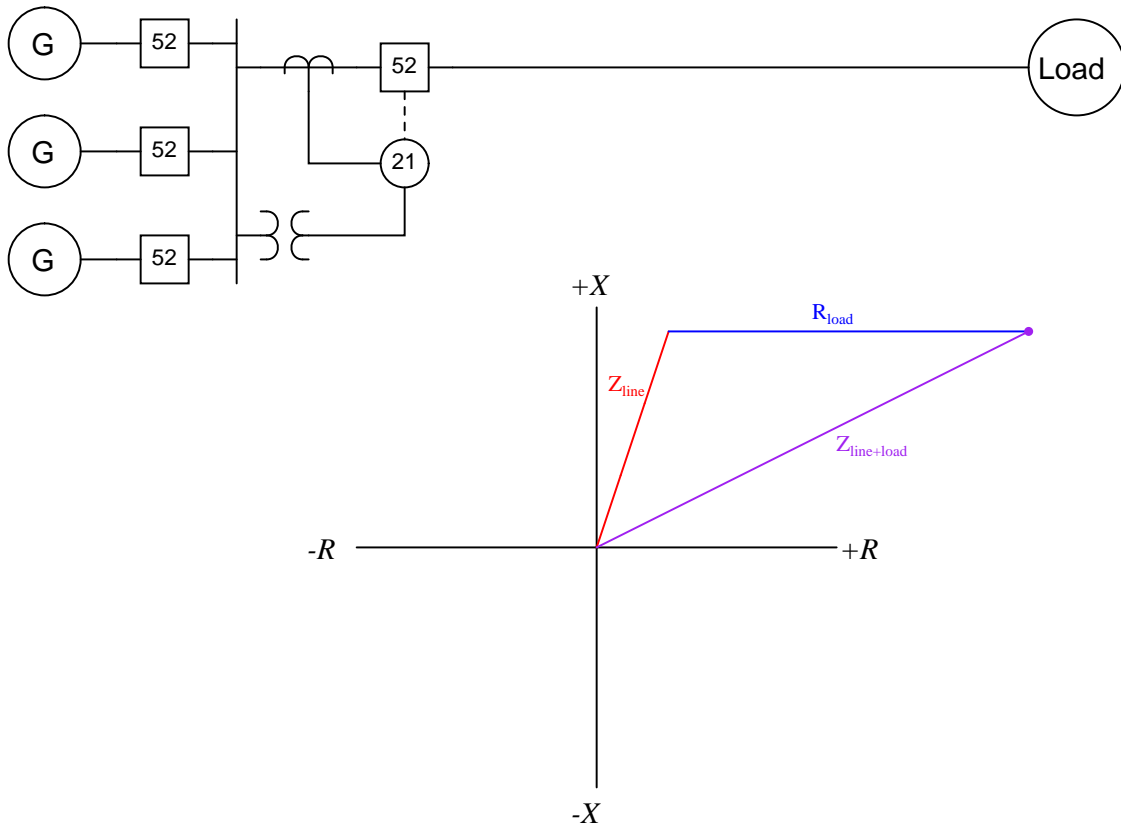 G
52
52
Load
G
52
21
G
52
+X
R_load
Z_line
Z_line+load
-R
+R
-X